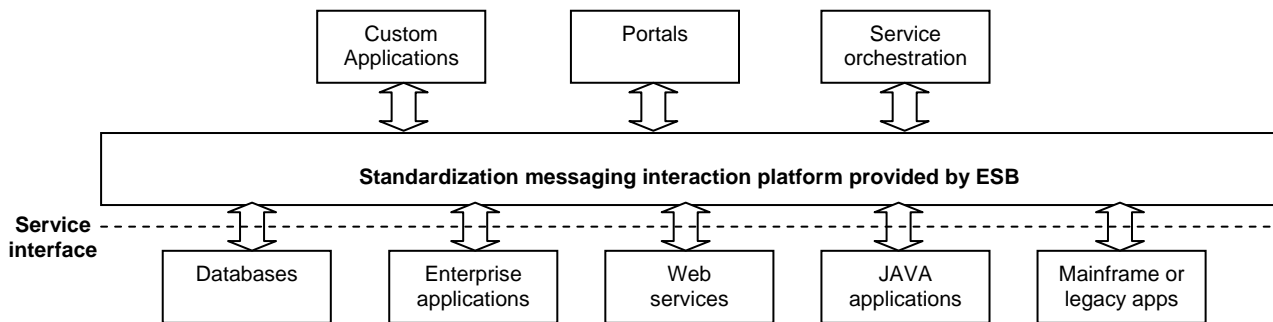 Custom
Applications
Portals
Service
orchestration
Standardization messaging interaction platform provided by ESB
Service
interface
Databases
Enterprise
applications
Web
services
JAVA
applications
Mainframe or
legacy apps